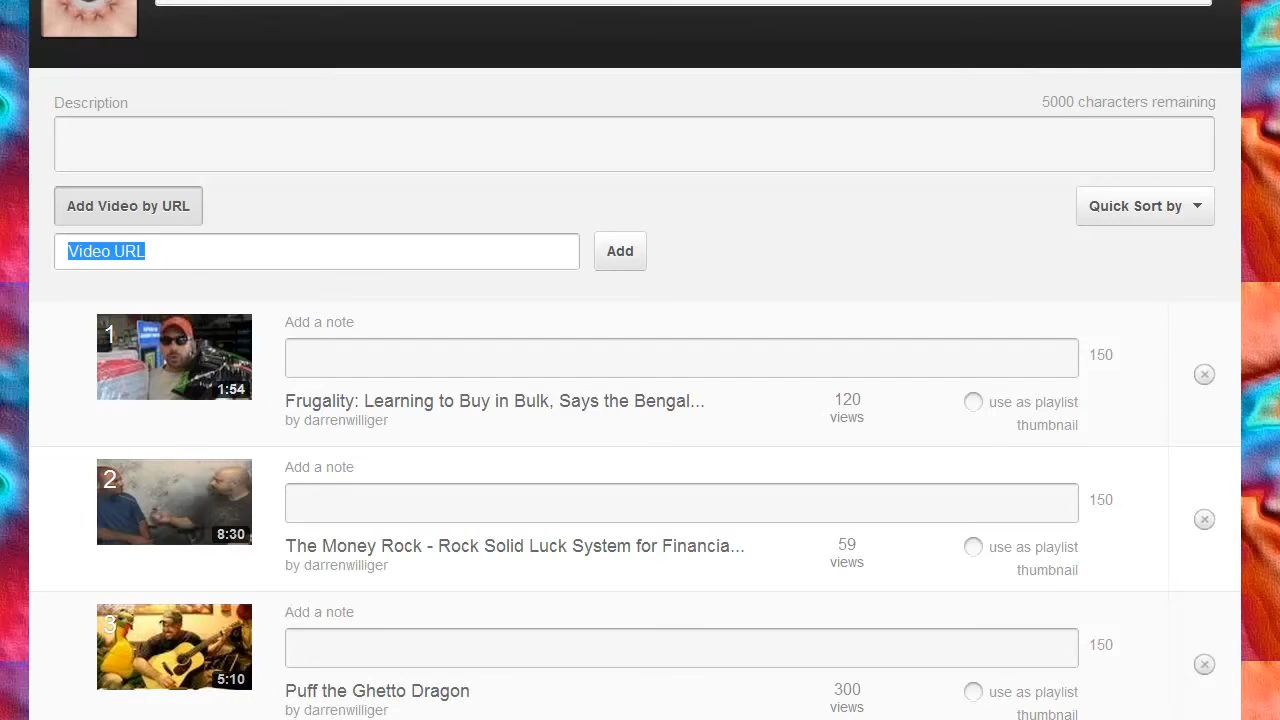 Description
5000 characters remaining
Add Video by URL
Quick Sort by
Video URL
Add
1
1:54
Add a note
150
Frugality: Learning to Buy in Bulk, Says the Bengal...
by darrenwilliger
120
views
use as playlist
thumbnail
2
8:30
Add a note
150
The Money Rock - Rock Solid Luck System for Financia...
by darrenwilliger
59
views
use as playlist
thumbnail
3
5:10
Add a note
150
Puff the Ghetto Dragon
by darrenwilliger
300
views
use as playlist
thumbnail